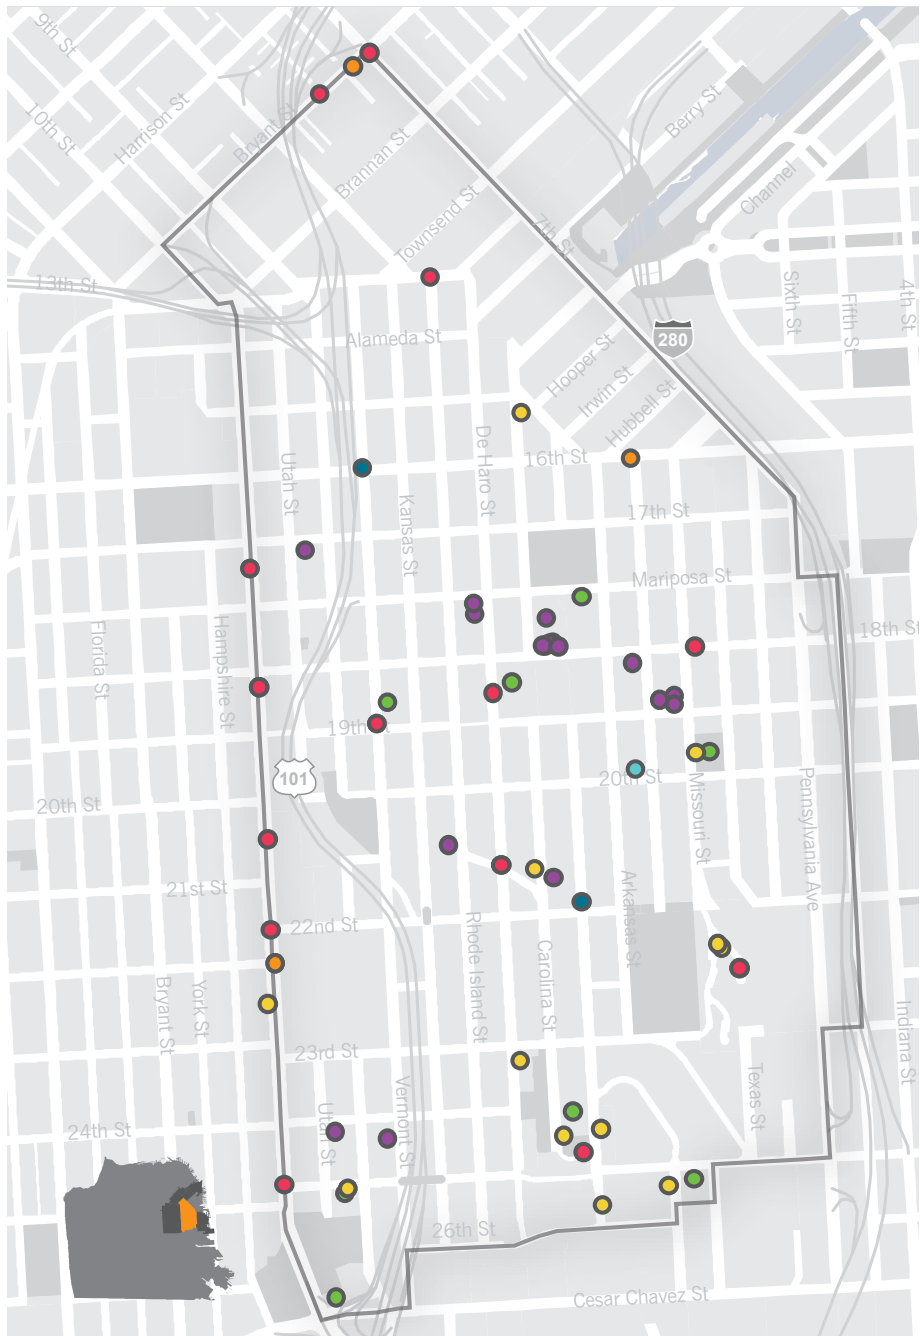 9th St
10th St
Harrison St
Bryant St
Brannan St
Berry St
Channel
Townsend St
7th St
13th St
Sixth St
Fifth St
4th St
Alameda St
280
Hooper St
Irwin St
Hubbell St
De Haro St
16th St
Utah St
Kansas St
17th St
Mariposa St
18th St
Florida St
Hampshire St
19th St
101
20th St
20th St
Missouri St
Pennsylvania Ave
21st St
Arkansas St
22nd St
Rhode Island St
Carolina St
York St
Bryant St
Indiana St
23rd St
Texas St
Vermont St
Utah St
24th St
26th St
Cesar Chavez St